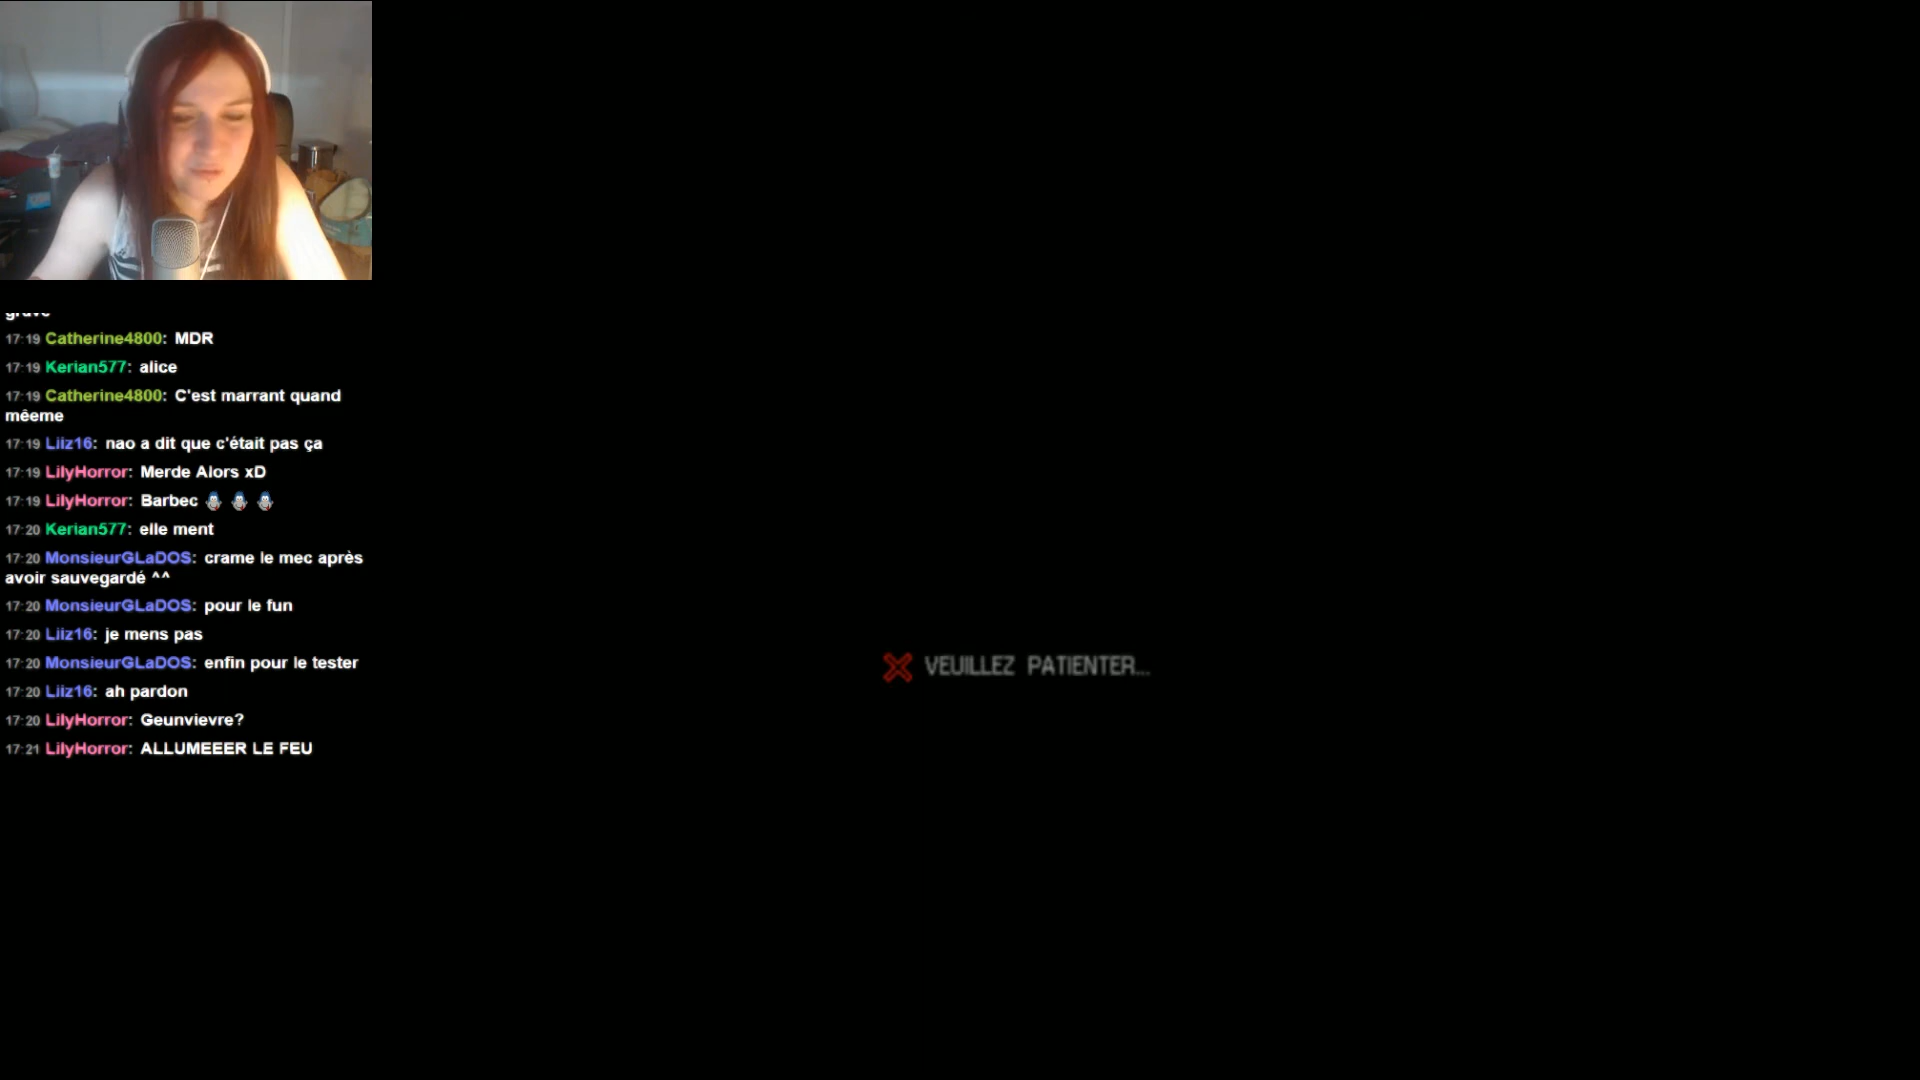 17:19 Catherine4800: MDR
17:19 Kerian577: alice
17:19 Catherine4800: C'est marrant quand
mêeme
17:19 Liiz16: nao a dit que c'était pas ça
17:19 LilyHorror: Merde Alors xD
17:19 LilyHorror: Barbec
17:20 Kerian577: elle ment
17:20 MonsieurGLaDOS: crame le mec après
avoir sauvegardé ^^
17:20 MonsieurGLaDOS: pour le fun
17:20 Liiz16: je mens pas
17:20 MonsieurGLaDOS: enfin pour le tester
17:20 Liiz16: ah pardon
17:20 LilyHorror: Geunvievre?
17:21 LilyHorror: ALLUMEEER LE FEU
VEUILLEZ PATIENTER...